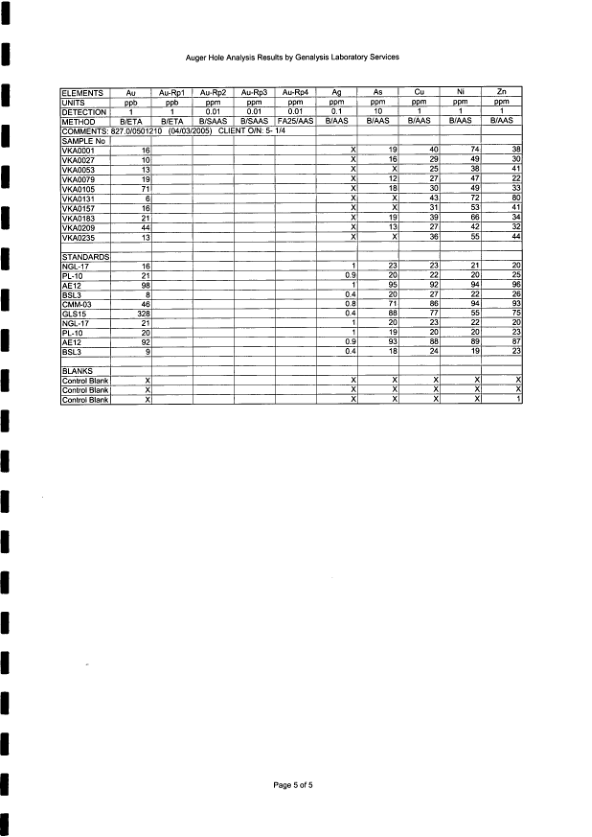 Auger Hole Analysis Results by Genalysis Laboratory Services
ELEMENTS Au Au-Rp1 Au-Rp2 Au-Rp3 Au-Rp4 Ag As Cu Ni Zn
UNITS ppb ppb ppm ppm ppm ppm ppm ppm ppm ppm
DETECTION 1 1 0.01 0.01 0.01 0.1 10 1 1 1
METHOD B/ETA B/ETA B/SAAS B/SAAS FA25/AAS B/AAS B/AAS B/AAS B/AAS B/AAS
COMMENTS: 827.0/0501210 (04/03/2005) CLIENT O/N: 5- 1/4
SAMPLE No
VKA0001 16 X 19 40 74 38
VKA0027 10 X 16 29 49 30
VKA0053 13 X X 25 38 41
VKA0079 19 X 12 27 47 22
VKA0105 71 X 18 30 49 33
VKA0131 6 X X 43 72 80
VKA0157 16 X X 31 53 41
VKA0183 21 X 19 39 66 34
VKA0209 44 X 13 27 42 32
VKA0235 13 X X 36 55 44
STANDARDS
NGL-17 16 1 23 23 21 20
PL-10 21 0.9 20 22 20 25
AE12 98 1 95 92 94 96
BSL3 8 0.4 20 27 22 26
CMM-03 46 0.8 71 86 94 93
GLS15 328 0.4 88 77 55 75
NGL-17 21 1 20 23 22 20
PL-10 20 1 19 20 20 23
AE12 92 0.9 93 88 89 87
BSL3 9 0.4 18 24 19 23
BLANKS
Control Blank X X X X X X
Control Blank X X X X X X
Control Blank X X X X X 1
Page 5 of 5